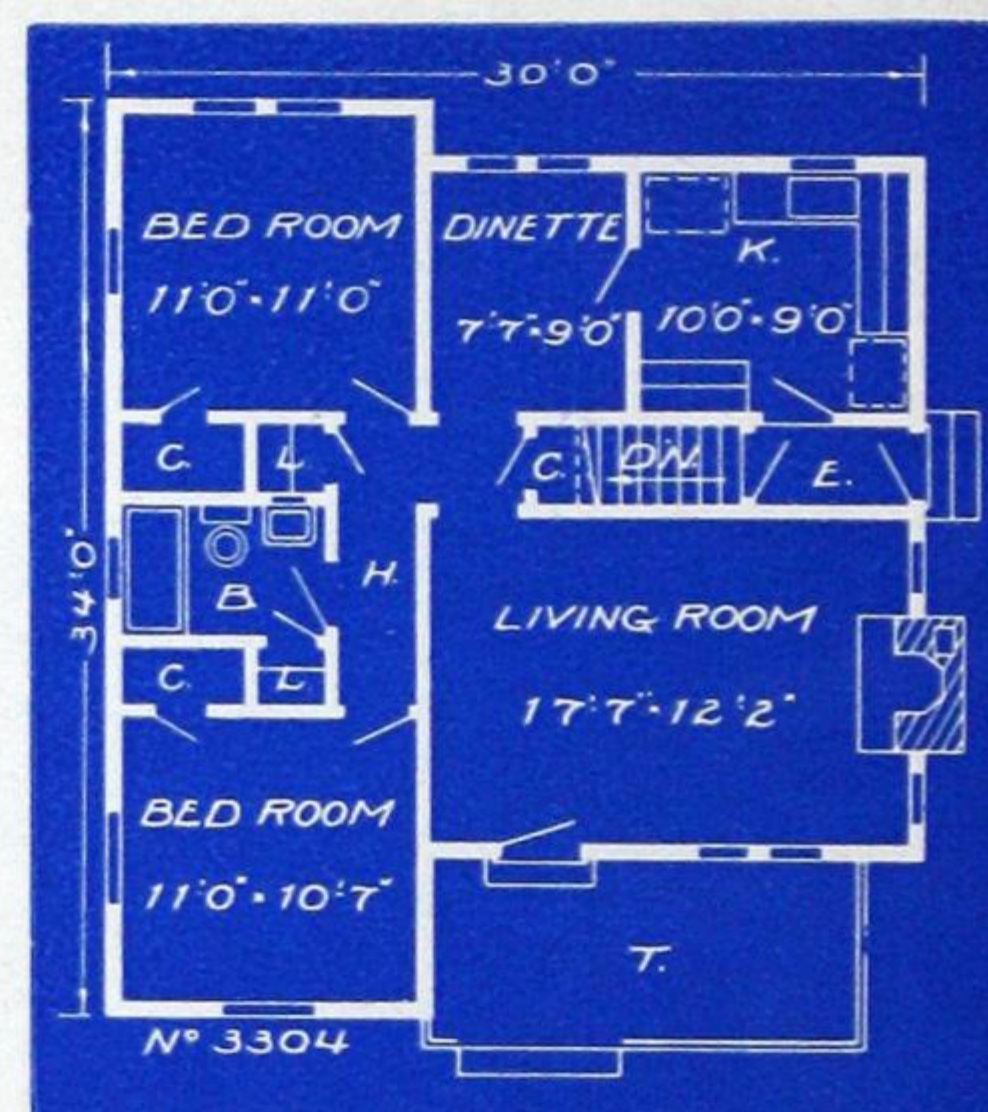 30'0"
BED ROOM
11'0"-11'0"
DINETTE
7'7"-9'0"
K.
10'0"-9'0"
C.
L.
C.
DN.
E.
34'0"
B.
H.
LIVING ROOM
17'7"-12'2"
C.
L.
BED ROOM
11'0"-10'7"
T.
Nº 3304